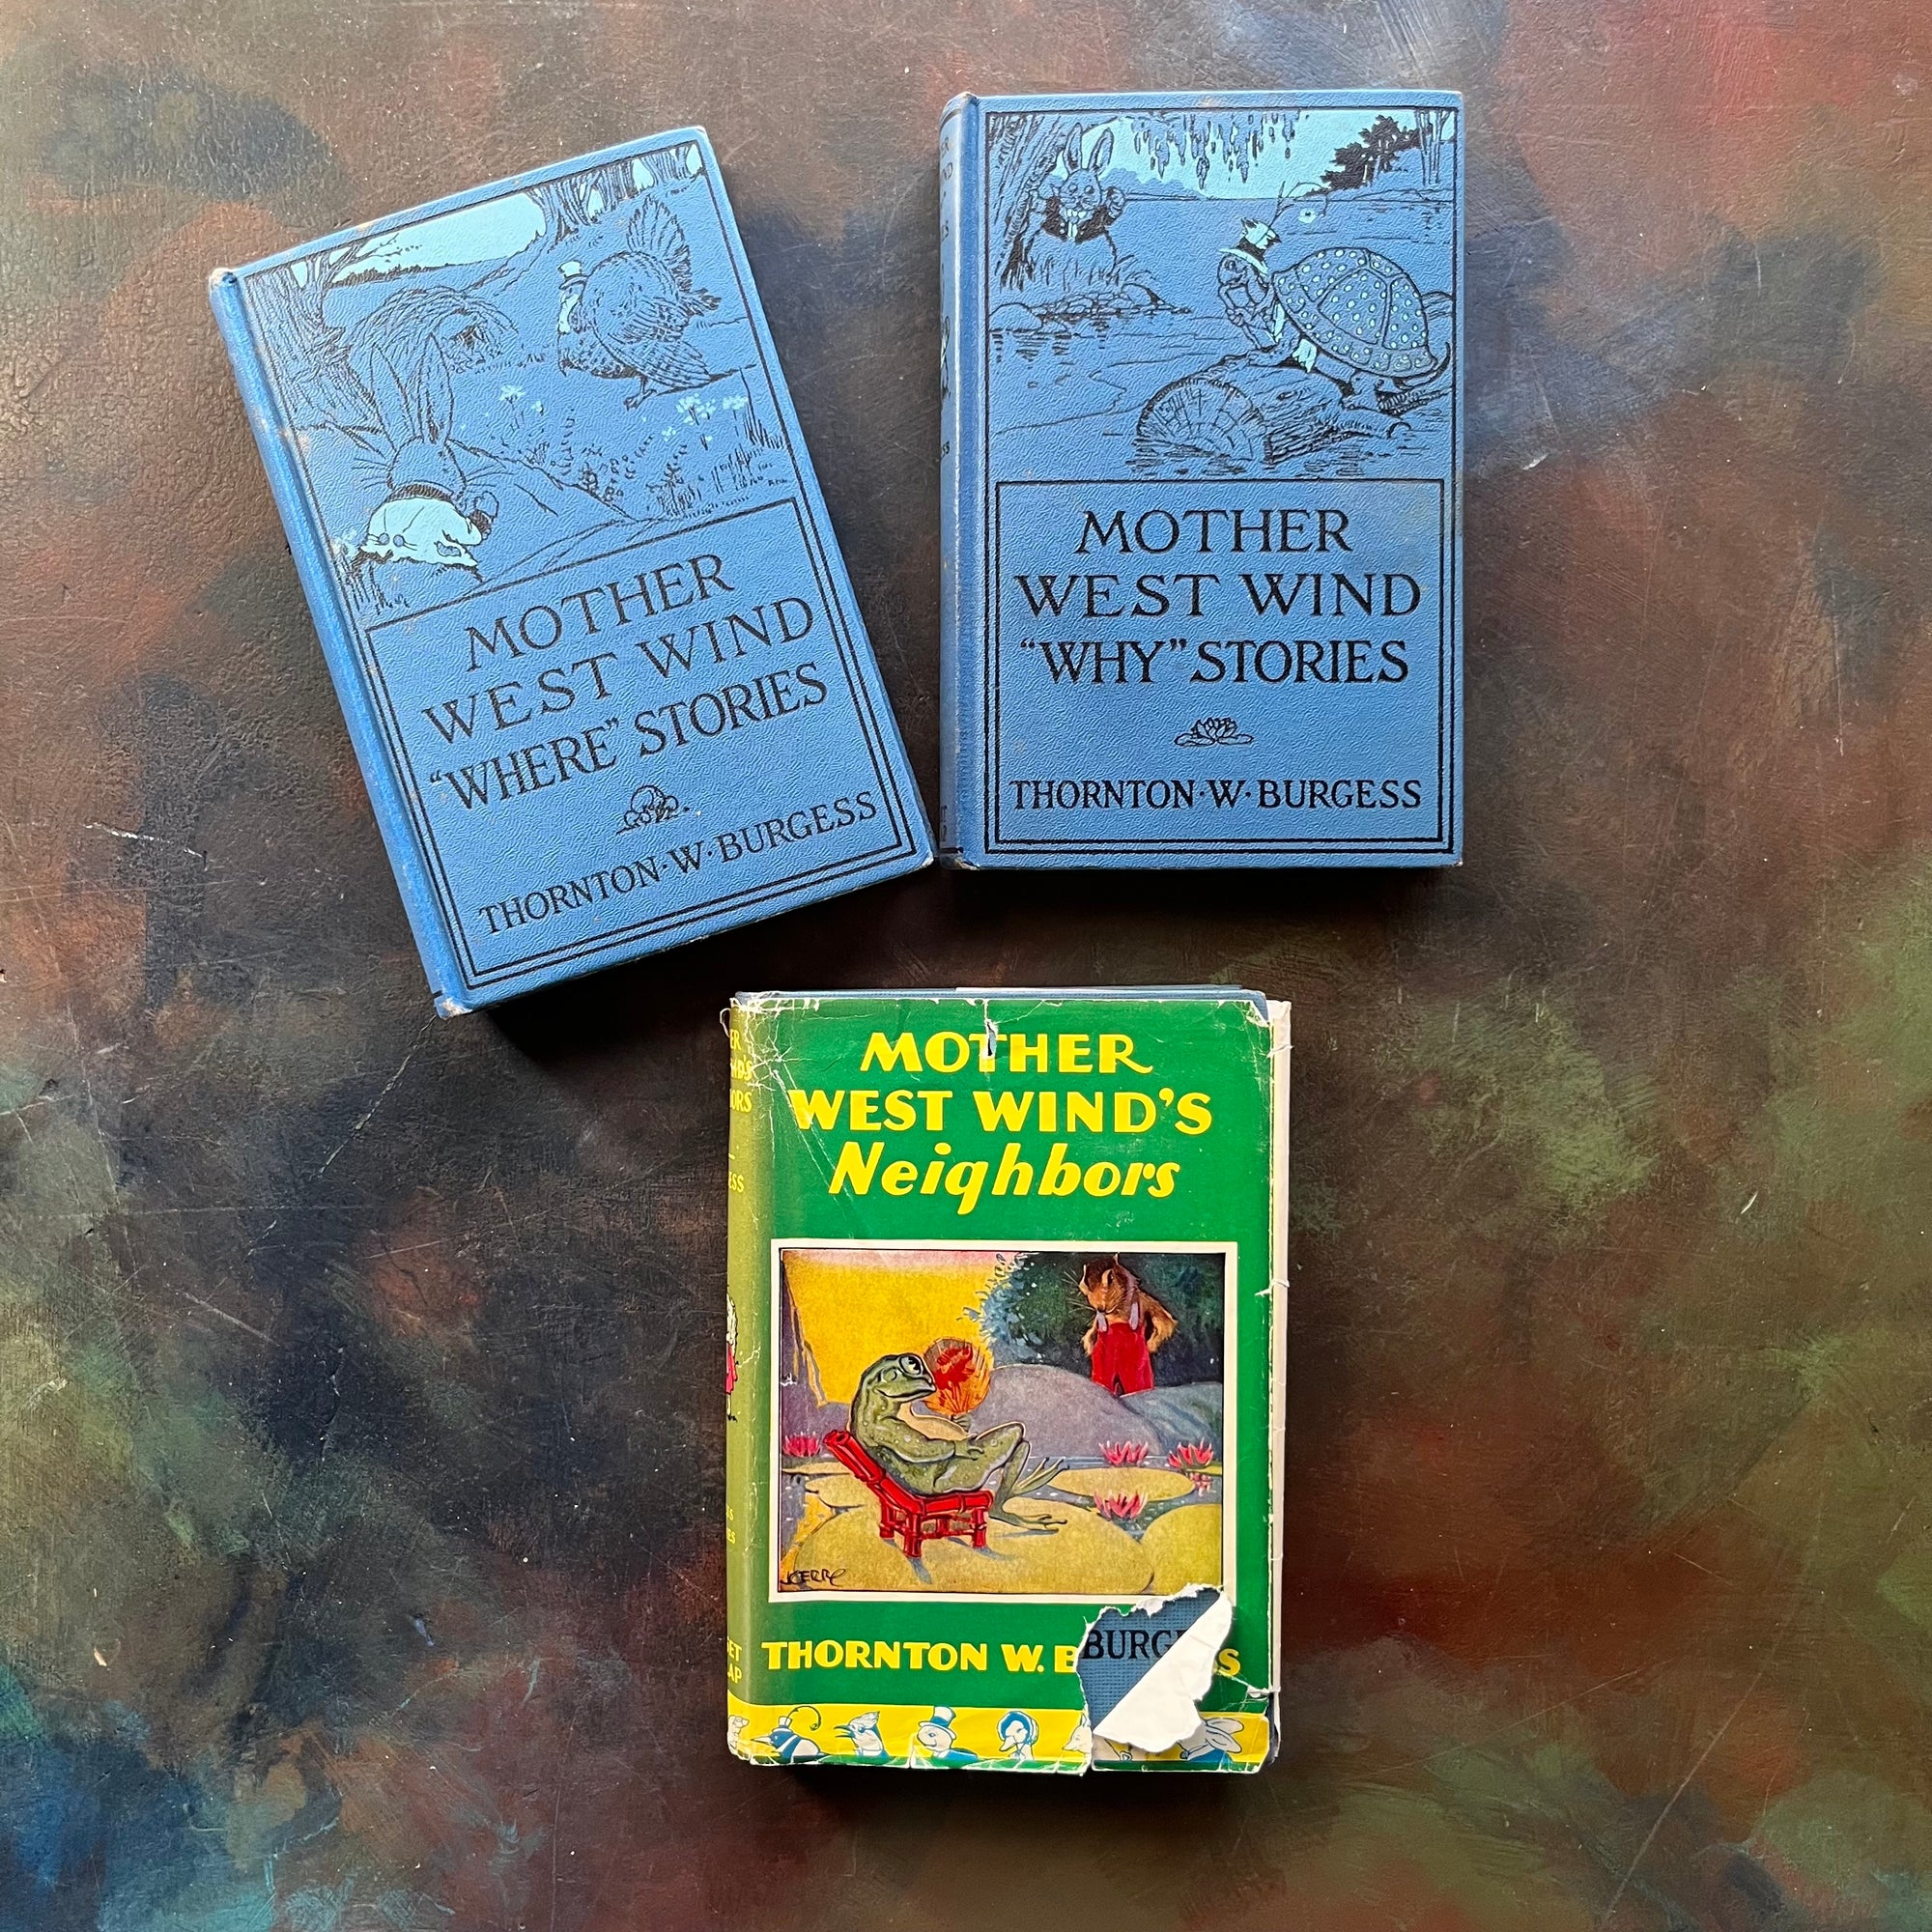 MOTHER
WEST WIND
"WHERE" STORIES
THORNTON·W·BURGESS
MOTHER
WEST WIND
"WHY" STORIES
THORNTON·W·BURGESS
MOTHER
WEST WIND'S
Neighbors
THORNTON W. B BURG S